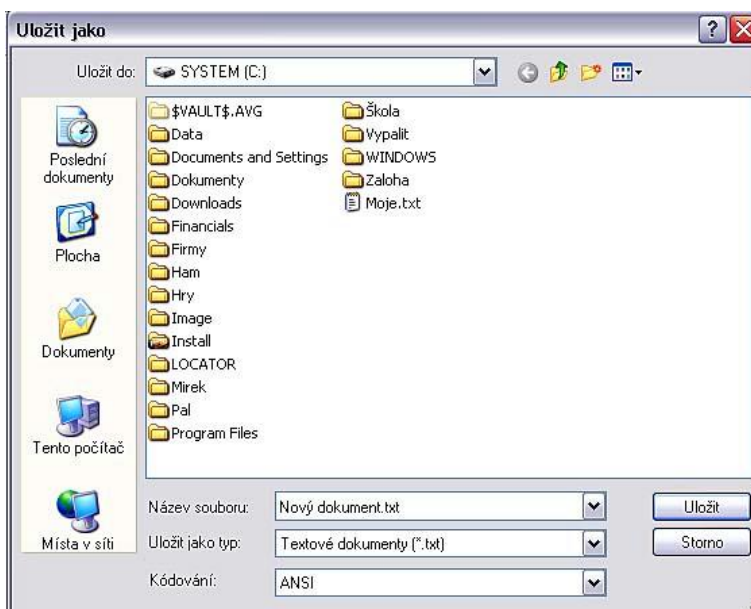 Uložit jako
Uložit do:
SYSTEM (C:)
Poslední
dokumenty
Plocha
Dokumenty
Tento počítač
Místa v síti
$VAULT$.AVG
Data
Documents and Settings
Dokumenty
Downloads
Financials
Firmy
Ham
Hry
Image
Install
LOCATOR
Mirek
Pal
Program Files
Škola
Vypalit
WINDOWS
Zaloha
Moje.txt
Název souboru:
Nový dokument.txt
Uložit
Uložit jako typ:
Textové dokumenty (*.txt)
Storno
Kódování:
ANSI